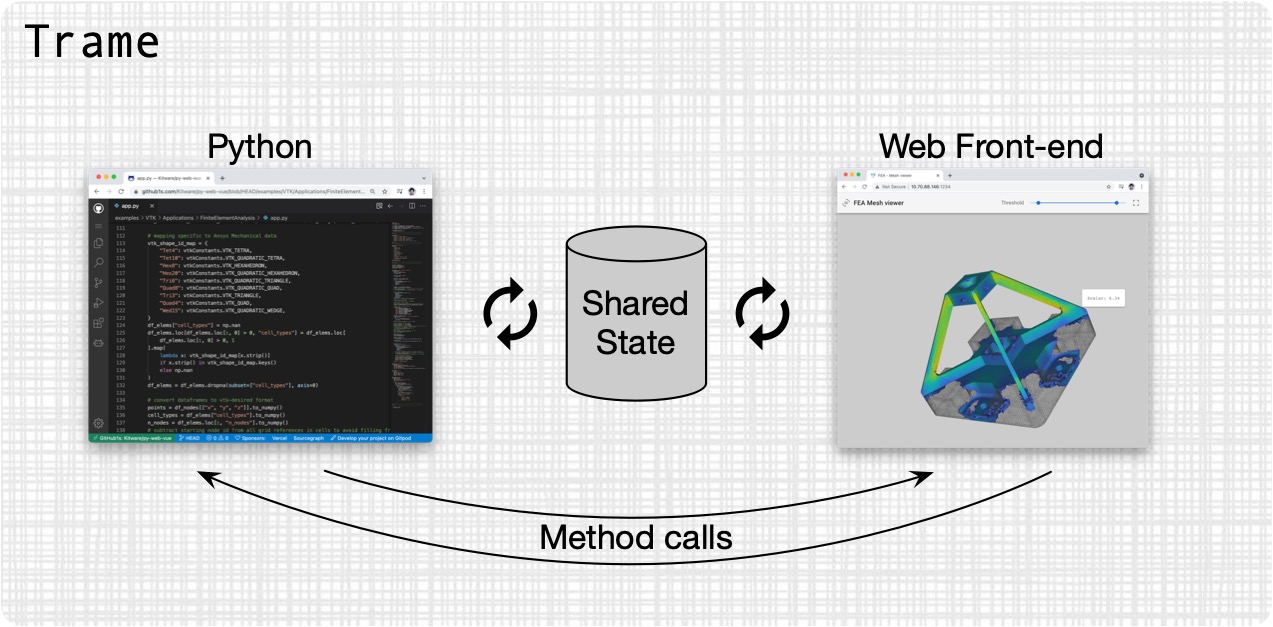 Trame
Python
Web Front-end
app.py — Kitware/py-web-vue
github1s.com/Kitware/py-web-vue/blob/HEAD/examples/VTK/Applications/FiniteElement...
app.py
examples > VTK > Applications > FiniteElementAnalysis > app.py
111
112 # mapping specific to Ansys Mechanical data
113 vtk_shape_id_map = {
114 "Tet4": vtkConstants.VTK_TETRA,
115 "Tet10": vtkConstants.VTK_QUADRATIC_TETRA,
116 "Hex8": vtkConstants.VTK_HEXAHEDRON,
117 "Hex20": vtkConstants.VTK_QUADRATIC_HEXAHEDRON,
118 "Tri6": vtkConstants.VTK_QUADRATIC_TRIANGLE,
119 "Quad8": vtkConstants.VTK_QUADRATIC_QUAD,
120 "Tri3": vtkConstants.VTK_TRIANGLE,
121 "Quad4": vtkConstants.VTK_QUAD,
122 "Wed15": vtkConstants.VTK_QUADRATIC_WEDGE,
123 }
124 df_elems["cell_types"] = np.nan
125 df_elems.loc[df_elems.loc[:, 0] > 0, "cell_types"] = df_elems.loc[
126 df_elems.loc[:, 0] > 0, 1
127 ].map(
128 lambda x: vtk_shape_id_map[x.strip()]
129 if x.strip() in vtk_shape_id_map.keys()
130 else np.nan
131 )
132 df_elems = df_elems.dropna(subset=["cell_types"], axis=0)
133
134 # convert dataframes to vtk-desired format
135 points = df_nodes[["x", "y", "z"]].to_numpy()
136 cell_types = df_elems["cell_types"].to_numpy()
137 n_nodes = df_elems.loc[:, "n_nodes"].to_numpy()
138 # subtract starting node id from all grid references in cells to avoid filling fr
GitHub1s: Kitware/py-web-vue HEAD 0 0 Sponsors: Vercel Sourcegraph Develop your project on Gitpod
Shared
State
FEA - Mesh viewer
Not Secure | 10.70.88.146:1234
FEA Mesh viewer
Threshold
Scalar: 4.34
Method calls